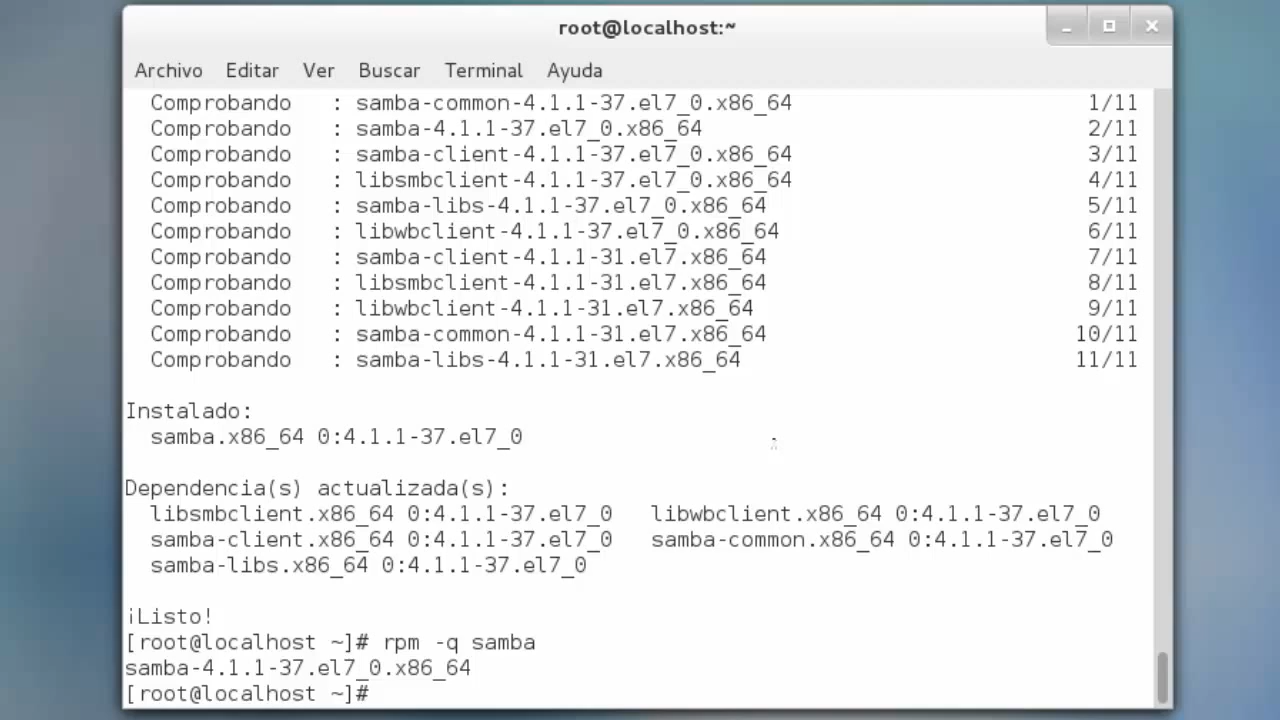 root@localhost:~
Archivo Editar Ver Buscar Terminal Ayuda
Comprobando : samba-common-4.1.1-37.el7_0.x86_64 1/11
Comprobando : samba-4.1.1-37.el7_0.x86_64 2/11
Comprobando : samba-client-4.1.1-37.el7_0.x86_64 3/11
Comprobando : libsmbclient-4.1.1-37.el7_0.x86_64 4/11
Comprobando : samba-libs-4.1.1-37.el7_0.x86_64 5/11
Comprobando : libwbclient-4.1.1-37.el7_0.x86_64 6/11
Comprobando : samba-client-4.1.1-31.el7.x86_64 7/11
Comprobando : libsmbclient-4.1.1-31.el7.x86_64 8/11
Comprobando : libwbclient-4.1.1-31.el7.x86_64 9/11
Comprobando : samba-common-4.1.1-31.el7.x86_64 10/11
Comprobando : samba-libs-4.1.1-31.el7.x86_64 11/11
Instalado:
samba.x86_64 0:4.1.1-37.el7_0
Dependencia(s) actualizada(s):
libsmbclient.x86_64 0:4.1.1-37.el7_0 libwbclient.x86_64 0:4.1.1-37.el7_0
samba-client.x86_64 0:4.1.1-37.el7_0 samba-common.x86_64 0:4.1.1-37.el7_0
samba-libs.x86_64 0:4.1.1-37.el7_0
¡Listo!
[root@localhost ~]# rpm -q samba
samba-4.1.1-37.el7_0.x86_64
[root@localhost ~]#